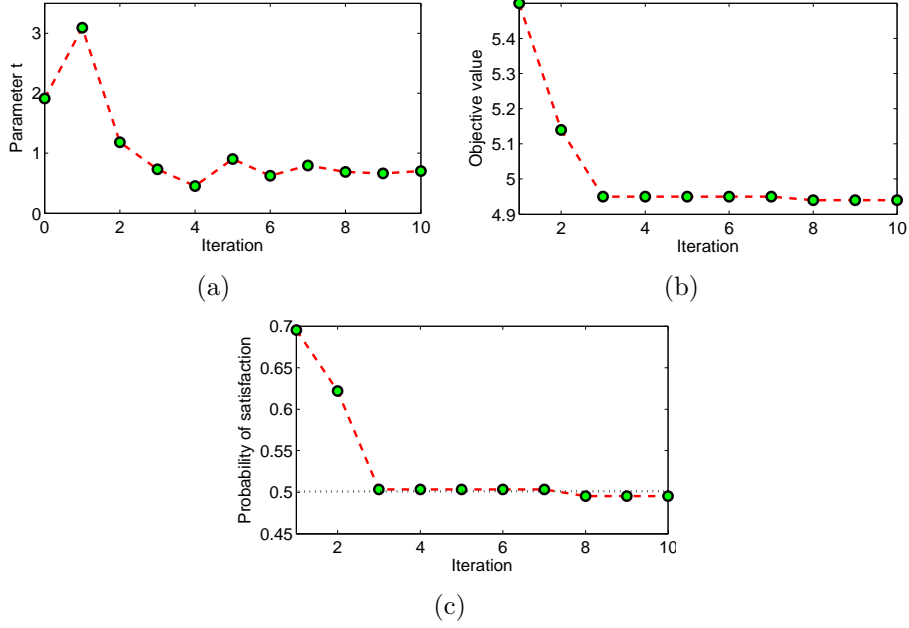 3
2
1
0
Parameter t
0 2 4 6 8 10
Iteration
(a)
5.4
5.3
5.2
5.1
5
4.9
Objective value
2 4 6 8 10
Iteration
(b)
0.7
0.65
0.6
0.55
0.5
0.45
Probability of satisfaction
2 4 6 8 10
Iteration
(c)